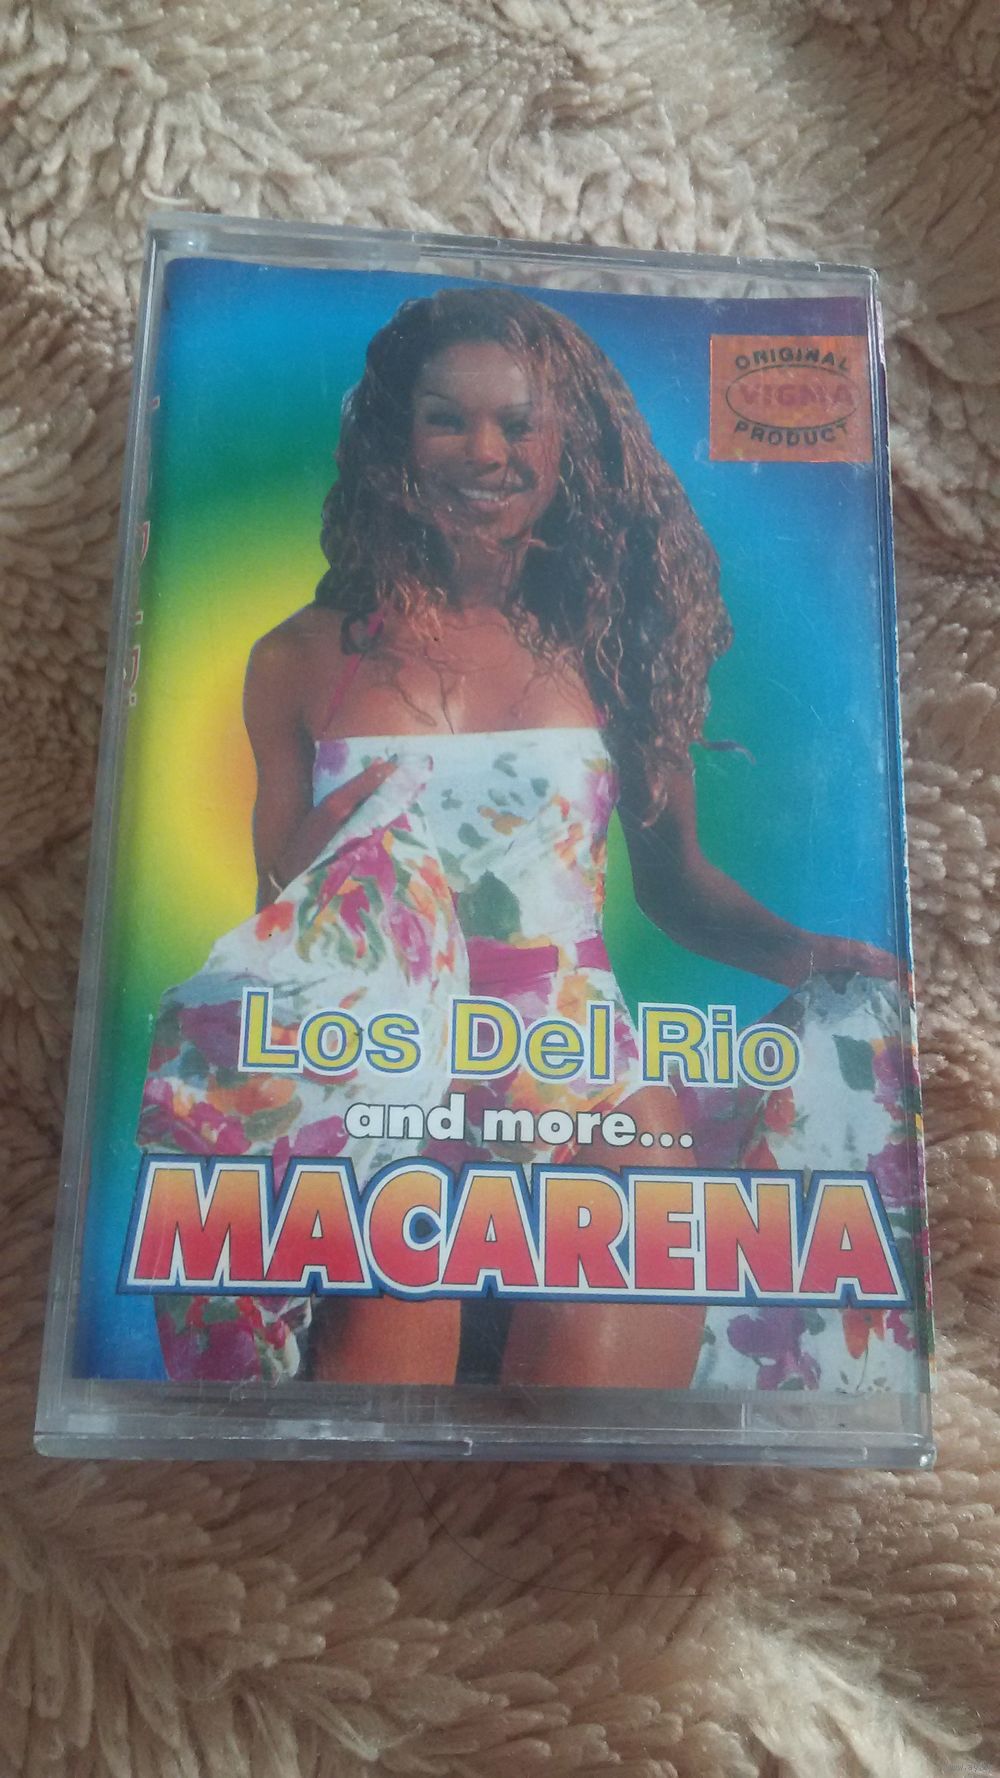 ORIGINAL
VIGMA
PRODUCT
Los Del Rio
and more...
MACARENA